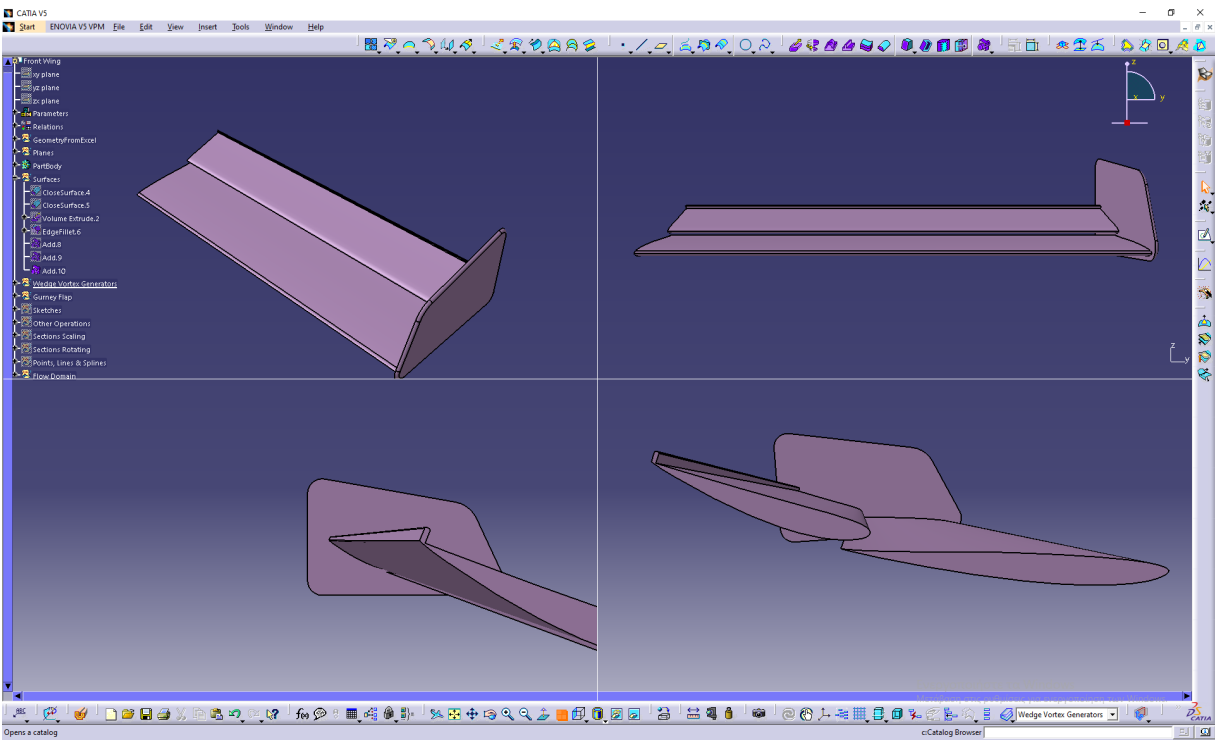 CATIA V5
Start ENOVIA V5 VPM File Edit View Insert Tools Window Help
Front Wing
xy plane
yz plane
zx plane
Parameters
Relations
GeometryFromExcel
Planes
PartBody
Surfaces
CloseSurface.4
CloseSurface.5
Volume Extrude.2
EdgeFillet.6
Add.8
Add.9
Add.10
Wedge Vortex Generators
Gurney Flap
Sketches
Other Operations
Sections Scaling
Sections Rotating
Points, Lines & Splines
Flow Domain
z
x y
z
y
Wedge Vortex Generators
CATIA
Opens a catalog c:Catalog Browser